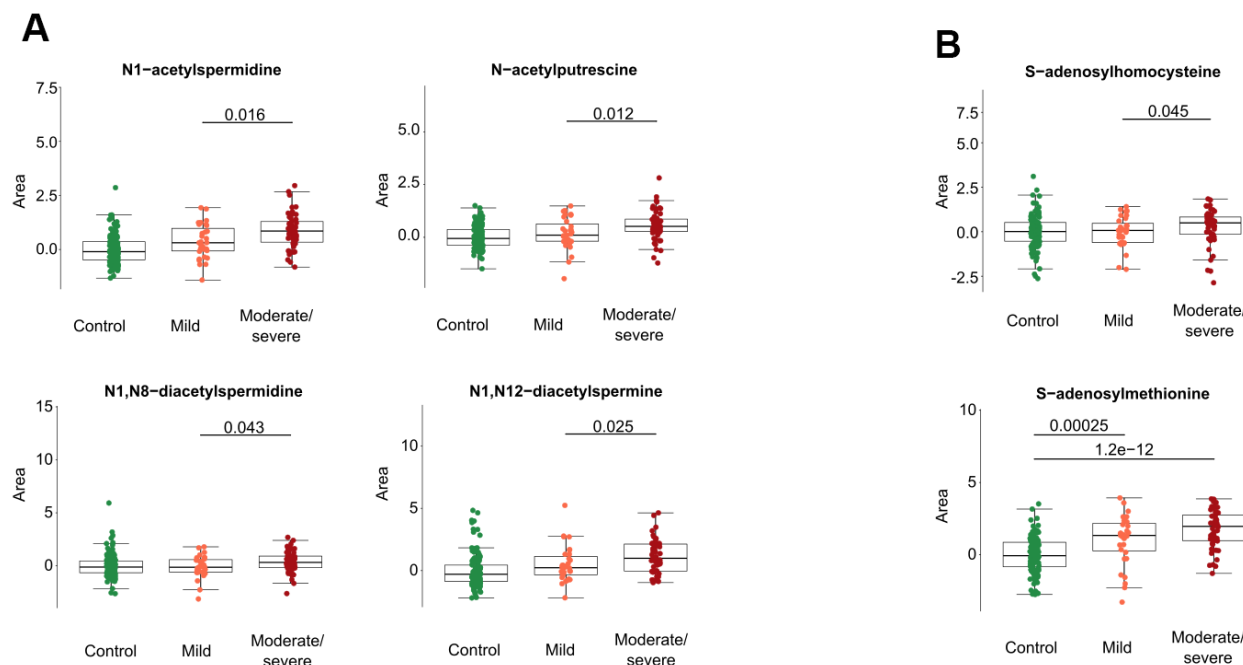 A
N1−acetylspermidine
Area
7.5
5.0
2.5
0.0
0.016
Control
Mild
Moderate/
severe
N−acetylputrescine
Area
5.0
2.5
0.0
0.012
Control
Mild
Moderate/
severe
B
S−adenosylhomocysteine
Area
7.5
5.0
2.5
0.0
-2.5
0.045
Control
Mild
Moderate/
severe
N1,N8−diacetylspermidine
Area
15
10
5
0
0.043
Control
Mild
Moderate/
severe
N1,N12−diacetylspermine
Area
10
5
0
0.025
Control
Mild
Moderate/
severe
S−adenosylmethionine
Area
10
5
0
0.00025
1.2e−12
Control
Mild
Moderate/
severe